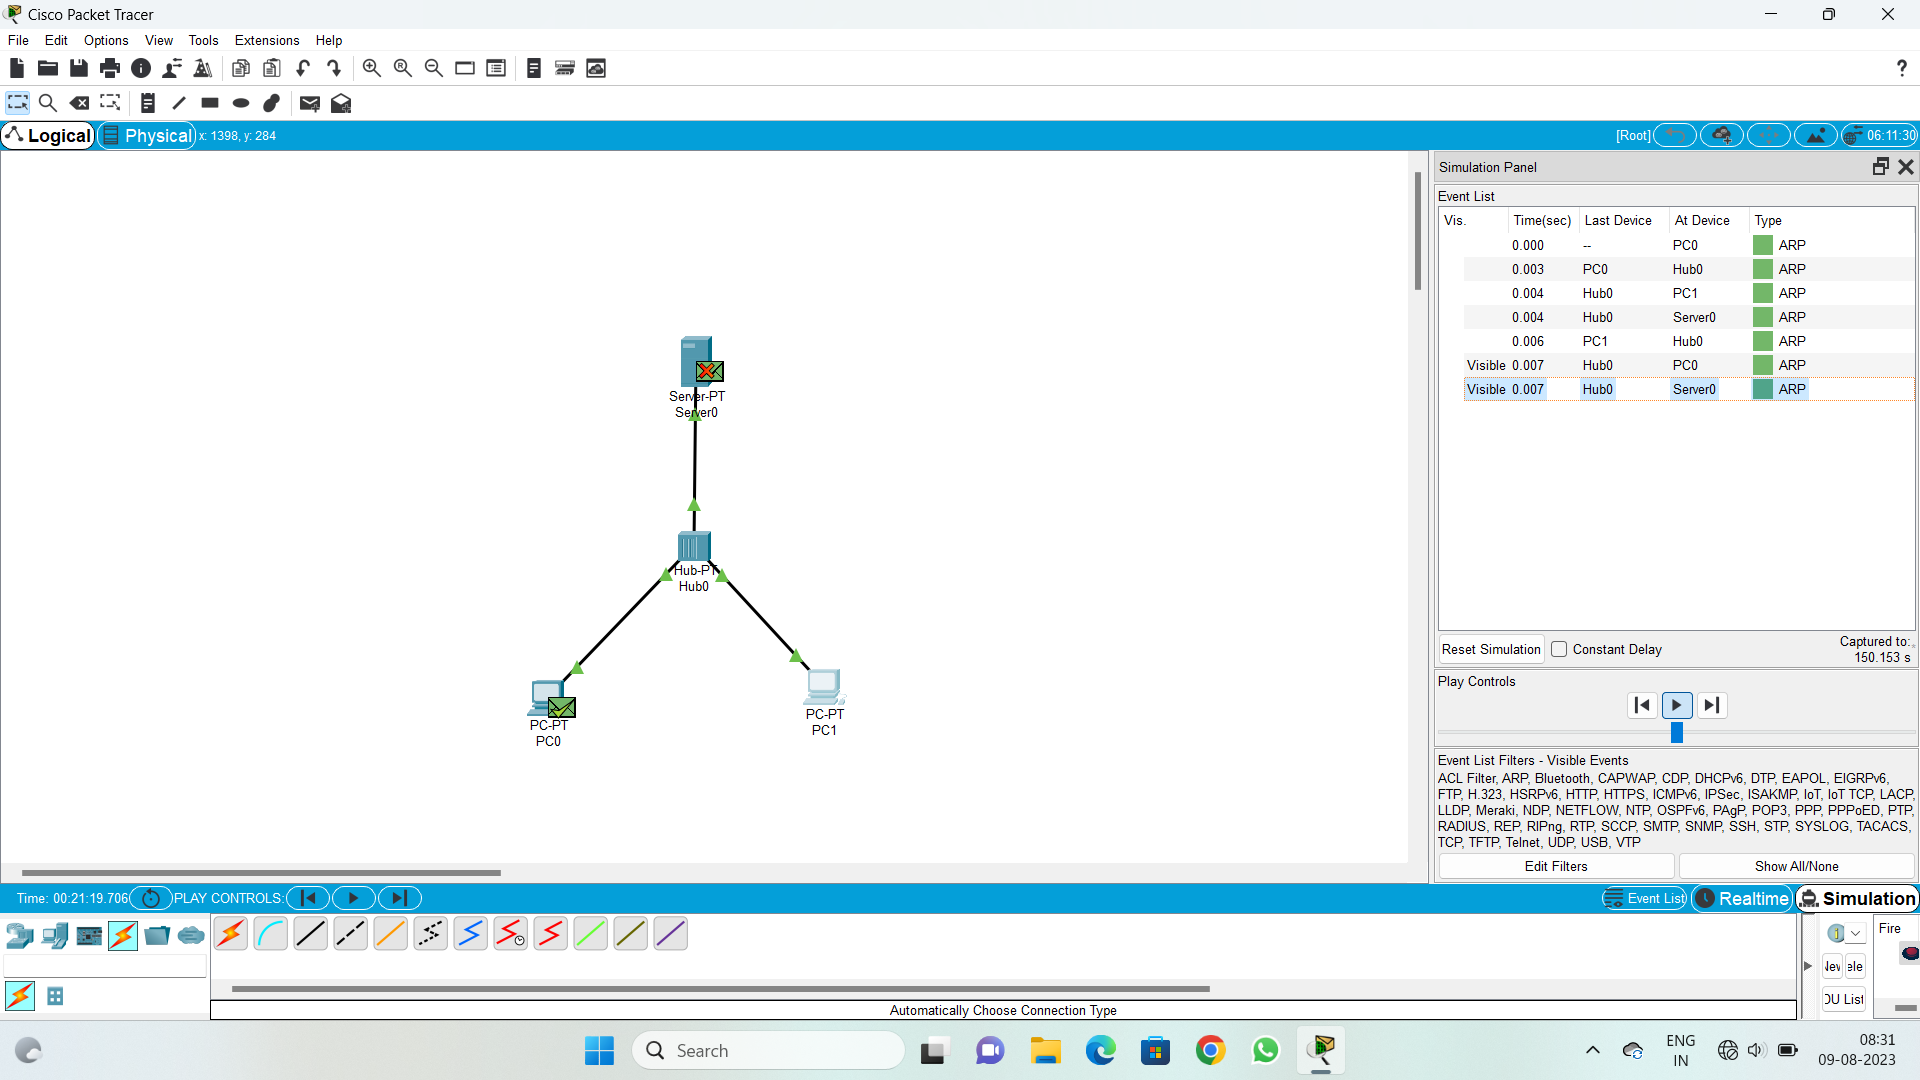 Cisco Packet Tracer
File Edit Options View Tools Extensions Help
?
Logical Physical x: 1398, y: 284 [Root] 06:11:30
Simulation Panel
Event List
Vis. Time(sec) Last Device At Device Type
0.000 -- PC0 ARP
0.003 PC0 Hub0 ARP
0.004 Hub0 PC1 ARP
0.004 Hub0 Server0 ARP
0.006 PC1 Hub0 ARP
Visible 0.007 Hub0 PC0 ARP
Visible 0.007 Hub0 Server0 ARP
Server-PT
Server0
Hub-PT
Hub0
PC-PT
PC0
PC-PT
PC1
Reset Simulation Constant Delay Captured to:
150.153 s
Play Controls
Event List Filters - Visible Events
ACL Filter, ARP, Bluetooth, CAPWAP, CDP, DHCPv6, DTP, EAPOL, EIGRPv6,
FTP, H.323, HSRPv6, HTTP, HTTPS, ICMPv6, IPSec, ISAKMP, IoT, IoT TCP, LACP,
LLDP, Meraki, NDP, NETFLOW, NTP, OSPFv6, PAgP, POP3, PPP, PPPoED, PTP,
RADIUS, REP, RIPng, RTP, SCCP, SMTP, SNMP, SSH, STP, SYSLOG, TACACS,
TCP, TFTP, Telnet, UDP, USB, VTP
Edit Filters Show All/None
Time: 00:21:19.706 PLAY CONTROLS: Event List Realtime Simulation
1 Fire
ele
DU List
Automatically Choose Connection Type
Search
ENG
IN
08:31
09-08-2023